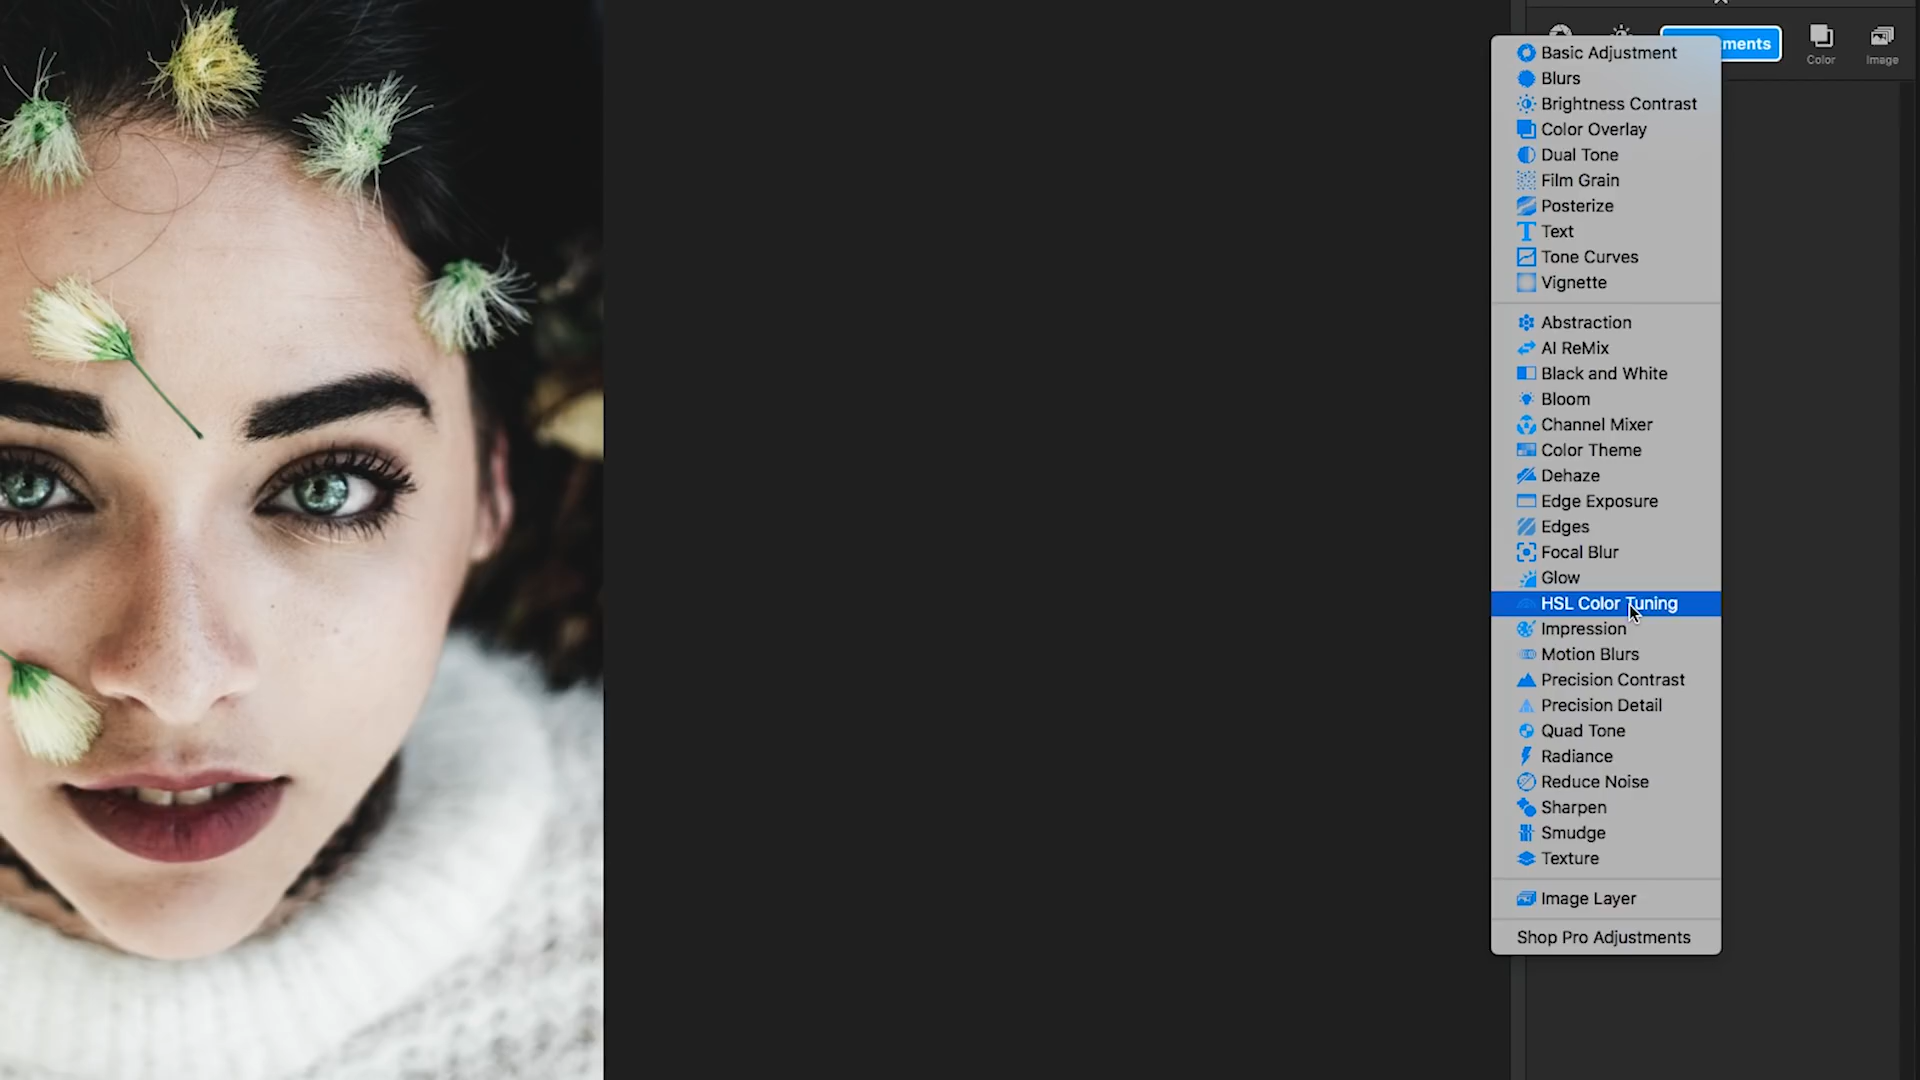 ments
Color
Image
Basic Adjustment
Blurs
Brightness Contrast
Color Overlay
Dual Tone
Film Grain
Posterize
Text
Tone Curves
Vignette
Abstraction
AI ReMix
Black and White
Bloom
Channel Mixer
Color Theme
Dehaze
Edge Exposure
Edges
Focal Blur
Glow
HSL Color Tuning
Impression
Motion Blurs
Precision Contrast
Precision Detail
Quad Tone
Radiance
Reduce Noise
Sharpen
Smudge
Texture
Image Layer
Shop Pro Adjustments